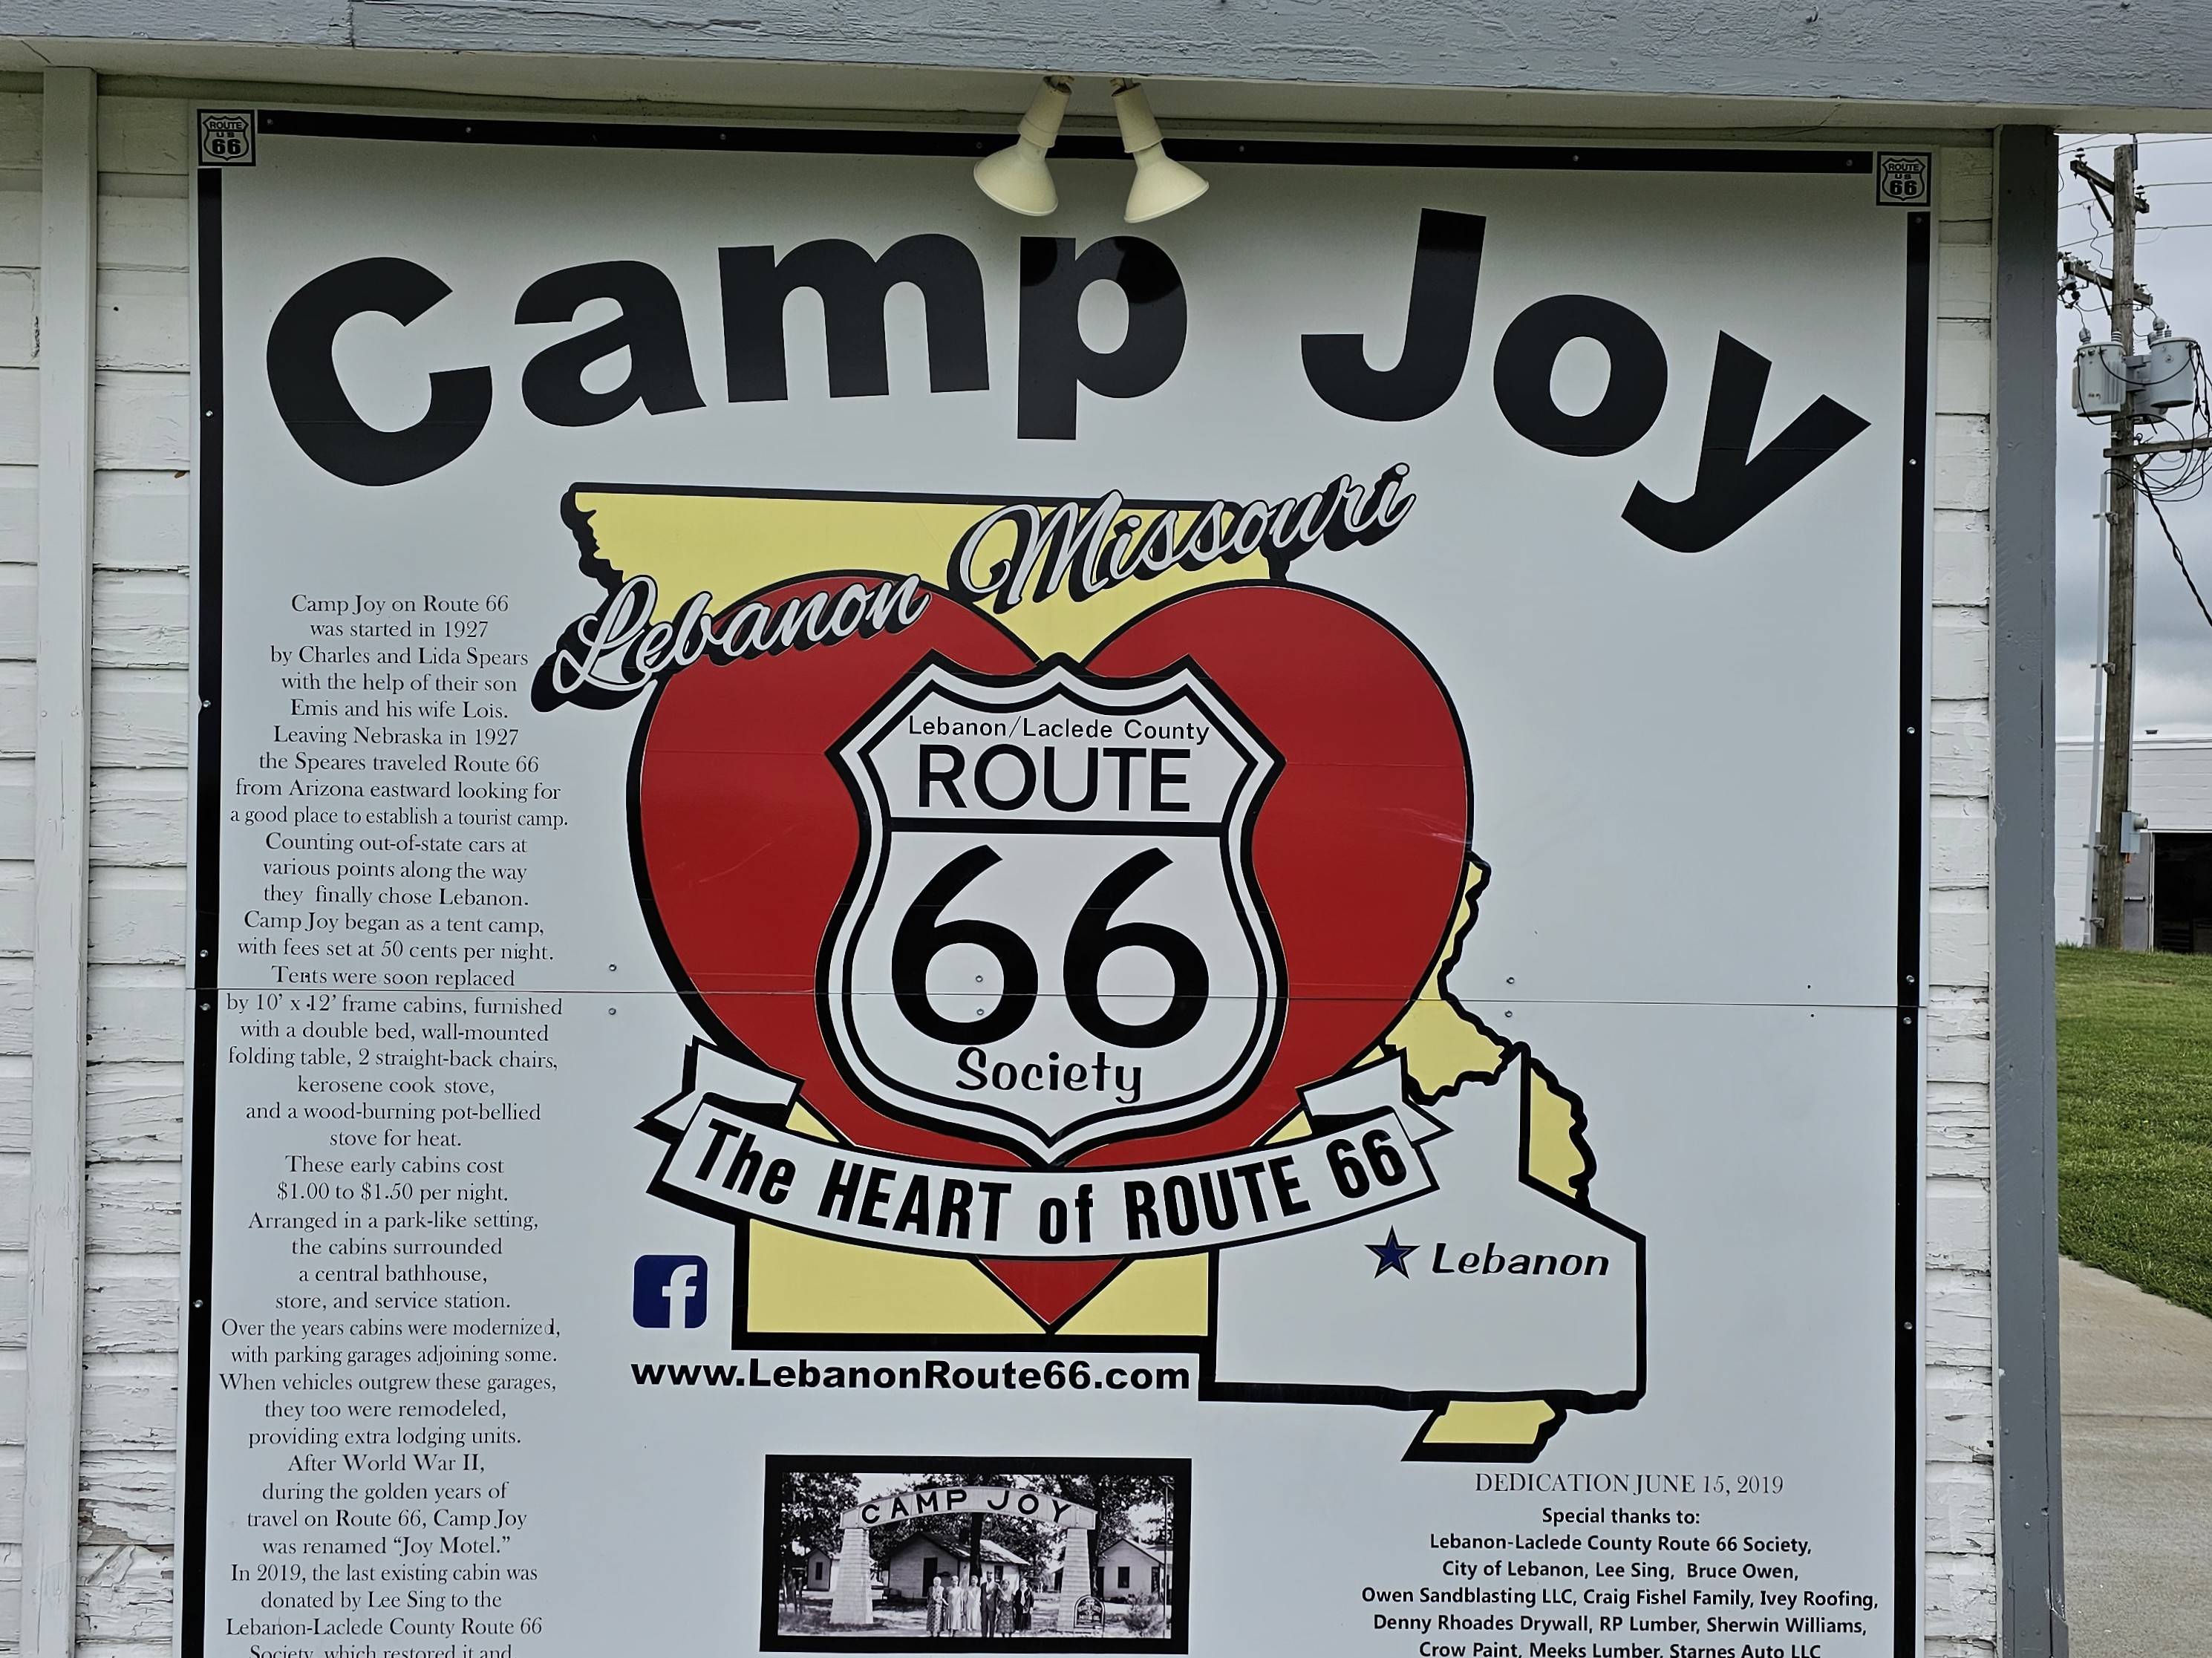 ROUTE
US
66
ROUTE
US
66
Camp Joy
Lebanon Missouri
Camp Joy on Route 66
was started in 1927
by Charles and Lida Spears
with the help of their son
Emis and his wife Lois.
Leaving Nebraska in 1927
the Speares traveled Route 66
from Arizona eastward looking for
a good place to establish a tourist camp.
Counting out-of-state cars at
various points along the way
they finally chose Lebanon.
Camp Joy began as a tent camp,
with fees set at 50 cents per night.
Tents were soon replaced
by 10' x 12' frame cabins, furnished
with a double bed, wall-mounted
folding table, 2 straight-back chairs,
kerosene cook stove,
and a wood-burning pot-bellied
stove for heat.
These early cabins cost
$1.00 to $1.50 per night.
Arranged in a park-like setting,
the cabins surrounded
a central bathhouse,
store, and service station.
Over the years cabins were modernized,
with parking garages adjoining some.
When vehicles outgrew these garages,
they too were remodeled,
providing extra lodging units.
After World War II,
during the golden years of
travel on Route 66, Camp Joy
was renamed “Joy Motel.”
In 2019, the last existing cabin was
donated by Lee Sing to the
Lebanon-Laclede County Route 66
Society, which restored it and
Lebanon/Laclede County
ROUTE
66
Society
The HEART of ROUTE 66
Lebanon
f
www.LebanonRoute66.com
CAMP JOY
DEDICATION JUNE 15, 2019
Special thanks to:
Lebanon-Laclede County Route 66 Society,
City of Lebanon, Lee Sing, Bruce Owen,
Owen Sandblasting LLC, Craig Fishel Family, Ivey Roofing,
Denny Rhoades Drywall, RP Lumber, Sherwin Williams,
Crow Paint, Meeks Lumber, Starnes Auto LLC